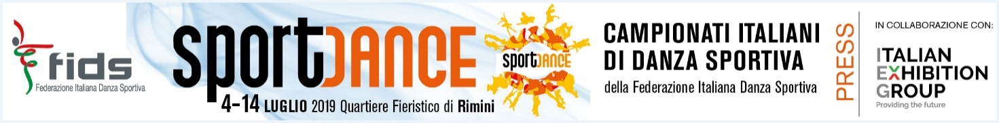 fids
Federazione Italiana Danza Sportiva
sportDANCE
4-14 LUGLIO 2019 Quartiere Fieristico di Rimini
sportDANCE
CAMPIONATI ITALIANI
DI DANZA SPORTIVA
della Federazione Italiana Danza Sportiva
PRESS
IN COLLABORAZIONE CON:
ITALIAN
EXHIBITION
GROUP
Providing the future